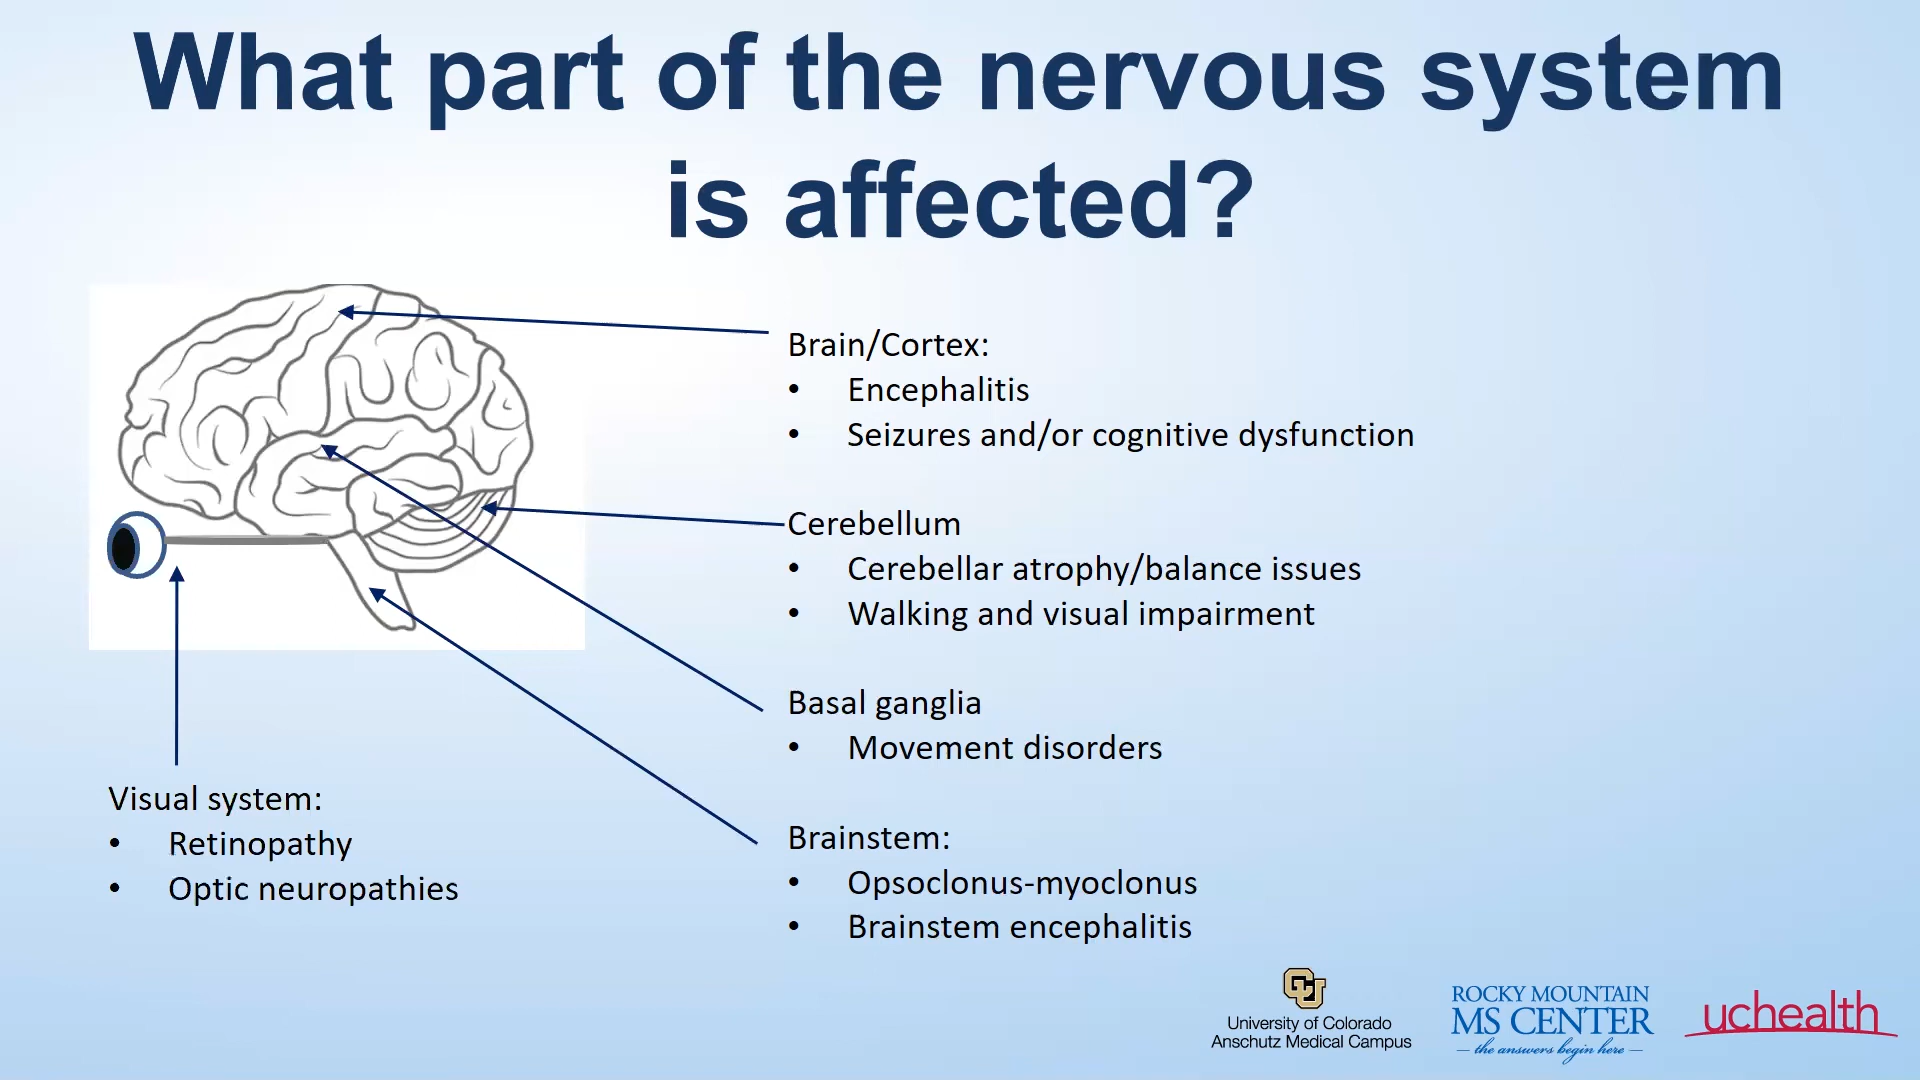 What part of the nervous system
is affected?
Brain/Cortex:
• Encephalitis
• Seizures and/or cognitive dysfunction
Cerebellum
• Cerebellar atrophy/balance issues
• Walking and visual impairment
Basal ganglia
• Movement disorders
Brainstem:
• Opsoclonus-myoclonus
• Brainstem encephalitis
Visual system:
• Retinopathy
• Optic neuropathies
CU
University of Colorado
Anschutz Medical Campus
ROCKY MOUNTAIN
MS CENTER
— the answers begin here —
uchealth